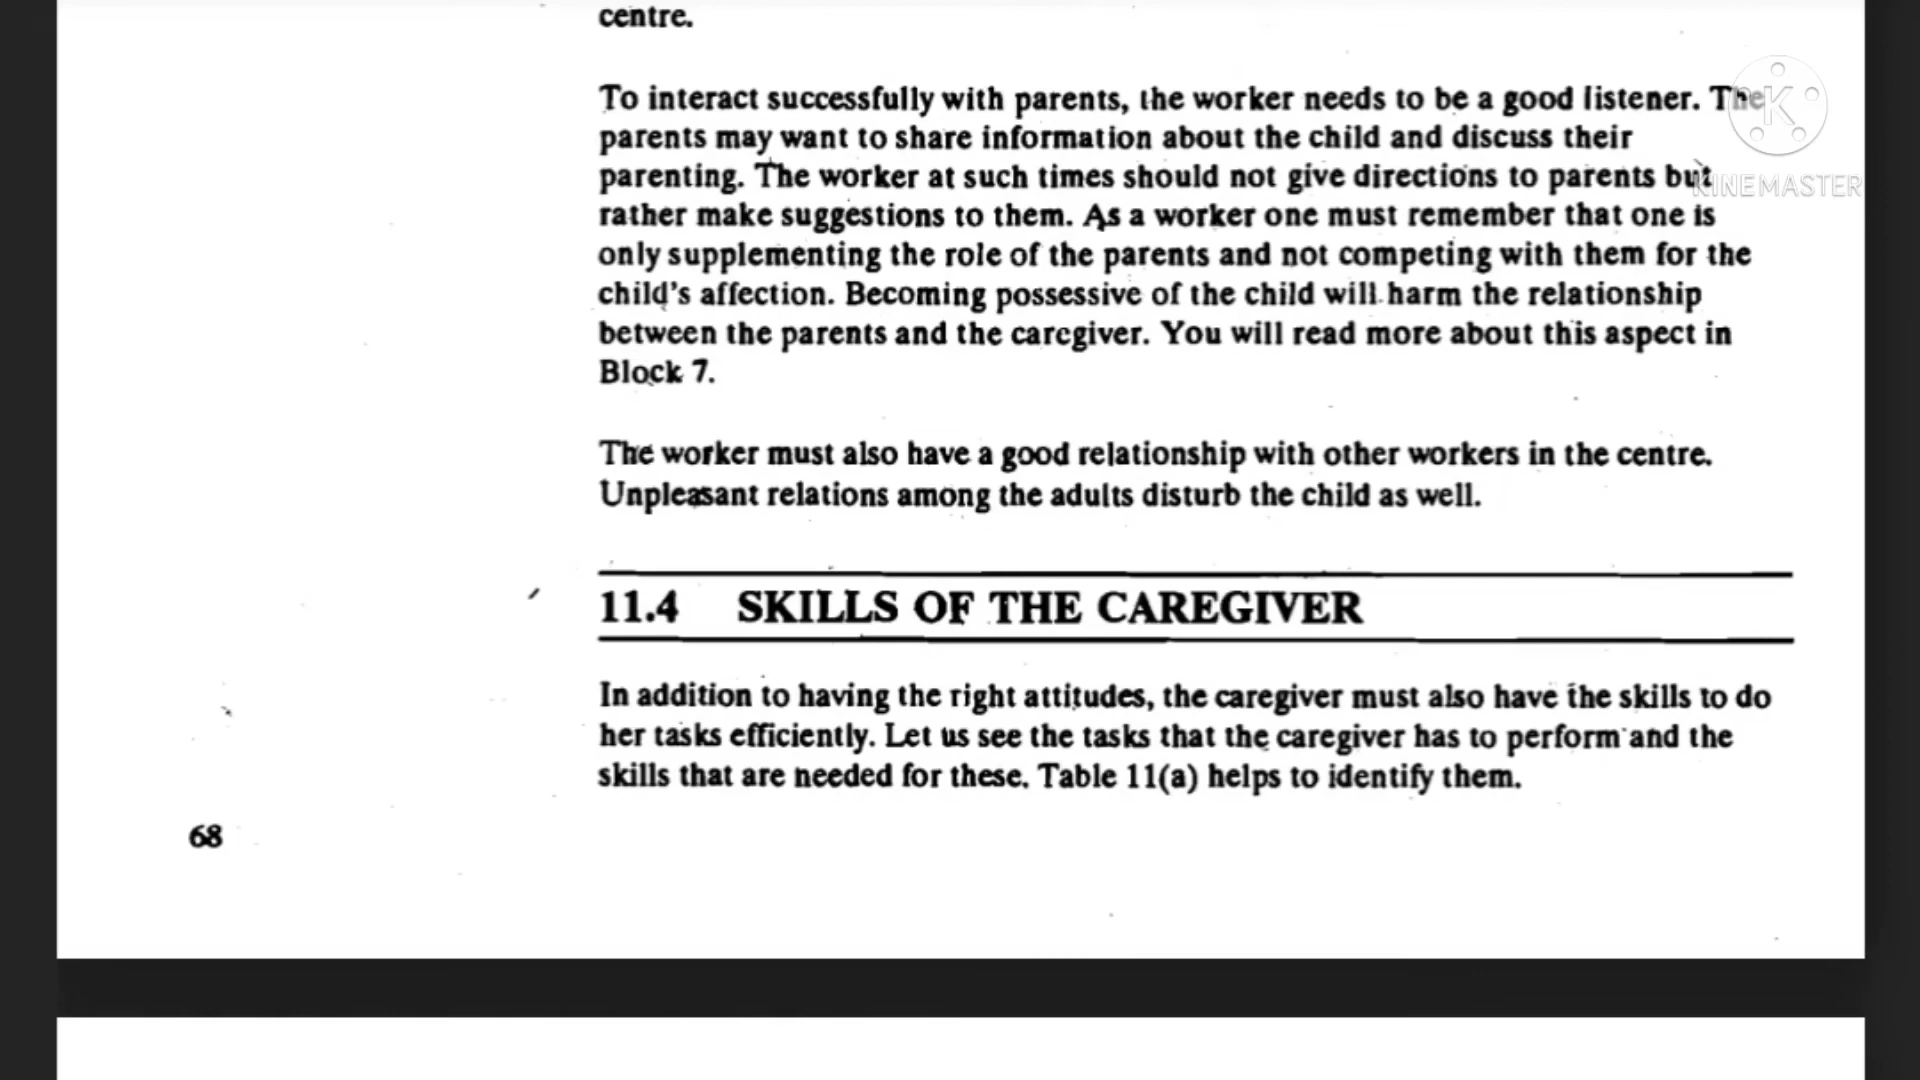 centre.
To interact successfully with parents, the worker needs to be a good listener. The
parents may want to share information about the child and discuss their
parenting. The worker at such times should not give directions to parents but
rather make suggestions to them. As a worker one must remember that one is
only supplementing the role of the parents and not competing with them for the
child's affection. Becoming possessive of the child will harm the relationship
between the parents and the caregiver. You will read more about this aspect in
Block 7.
The worker must also have a good relationship with other workers in the centre.
Unpleasant relations among the adults disturb the child as well.
11.4 SKILLS OF THE CAREGIVER
In addition to having the right attitudes, the caregiver must also have the skills to do
her tasks efficiently. Let us see the tasks that the caregiver has to perform and the
skills that are needed for these. Table 11(a) helps to identify them.
68
K
KINEMASTER